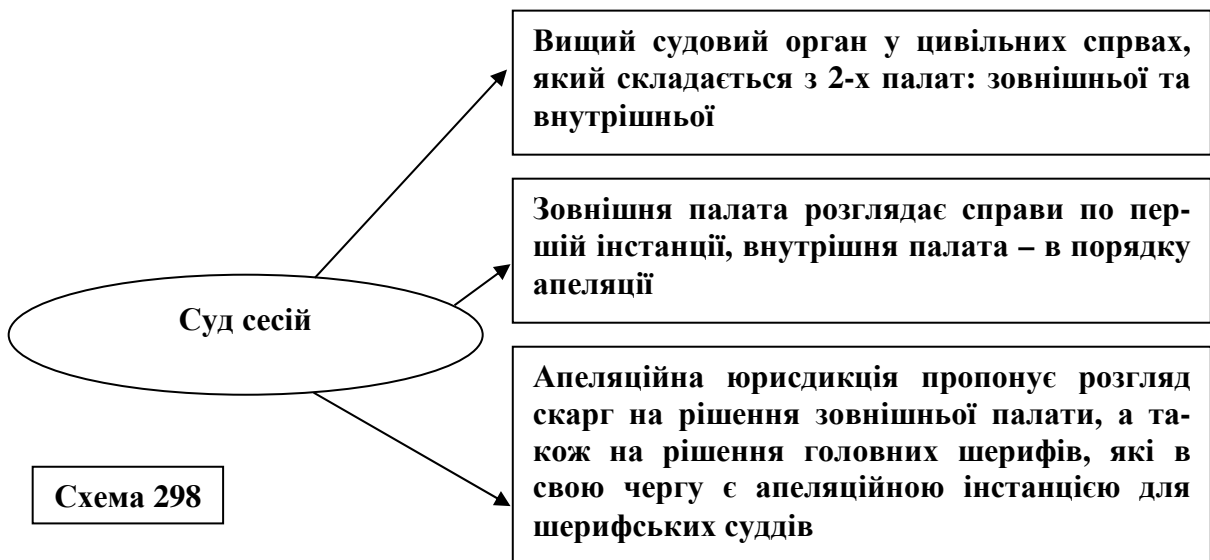 Вищий судовий орган у цивільних спрвах,
який складається з 2-х палат: зовнішньої та
внутрішньої
Зовнішня палата розглядає справи по пер-
шій інстанції, внутрішня палата – в порядку
апеляції
Суд сесій
Апеляційна юрисдикція пропонує розгляд
скарг на рішення зовнішньої палати, а та-
кож на рішення головних шерифів, які в
свою чергу є апеляційною інстанцією для
шерифських суддів
Схема 298